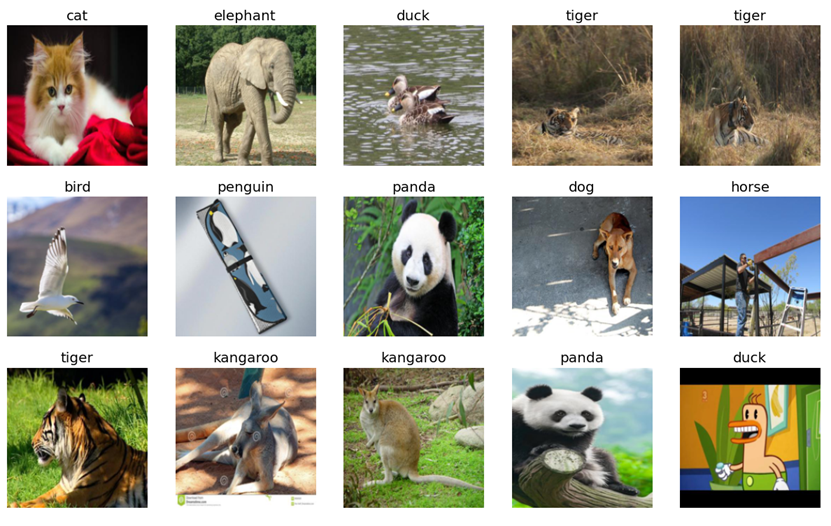 cat
elephant
duck
tiger
tiger
bird
penguin
panda
dog
horse
tiger
kangaroo
kangaroo
panda
duck